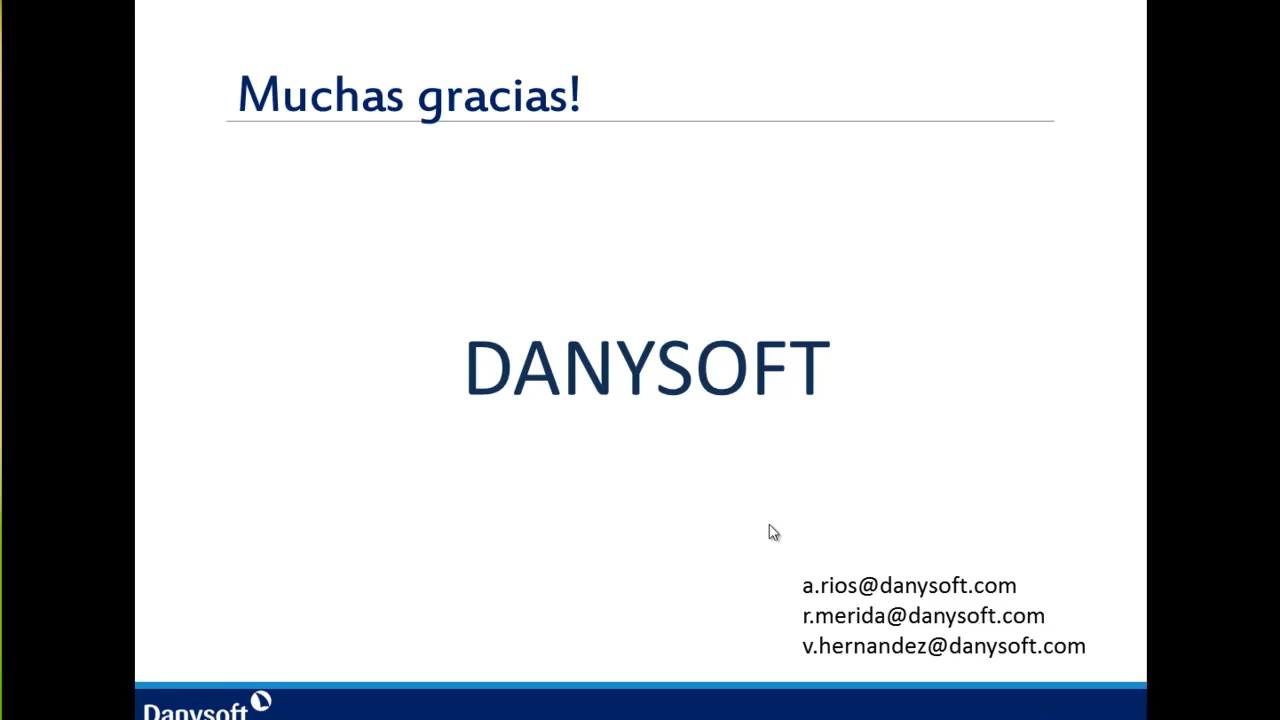 Muchas gracias!
DANYSOFT
a.rios@danysoft.com
r.merida@danysoft.com
v.hernandez@danysoft.com
Danysoft